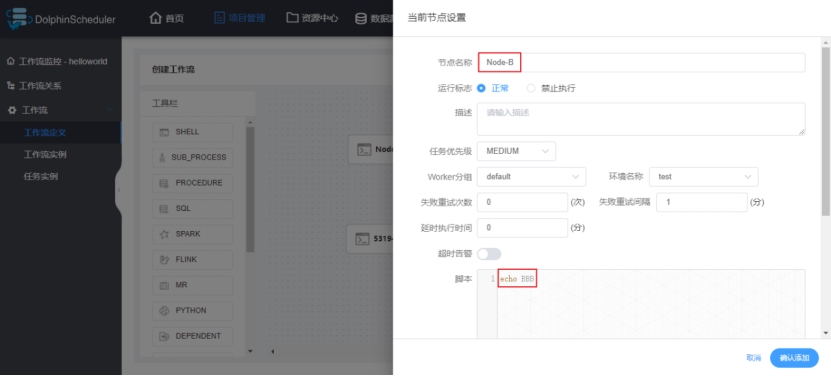 DolphinScheduler 首页 项目管理 资源中心 数据
工作流监控 - helloworld
工作流关系
工作流
工作流定义
工作流实例
任务实例
创建工作流
工具栏
SHELL
SUB_PROCESS
PROCEDURE
SQL
SPARK
FLINK
MR
PYTHON
DEPENDENT
Node
5319
当前节点设置
节点名称 Node-B
运行标志 正常 禁止执行
描述 请输入描述
任务优先级 MEDIUM
Worker分组 default 环境名称 test
失败重试次数 0 (次) 失败重试间隔 1 (分)
延时执行时间 0 (分)
超时告警
脚本 1 echo BBB
取消 确认添加